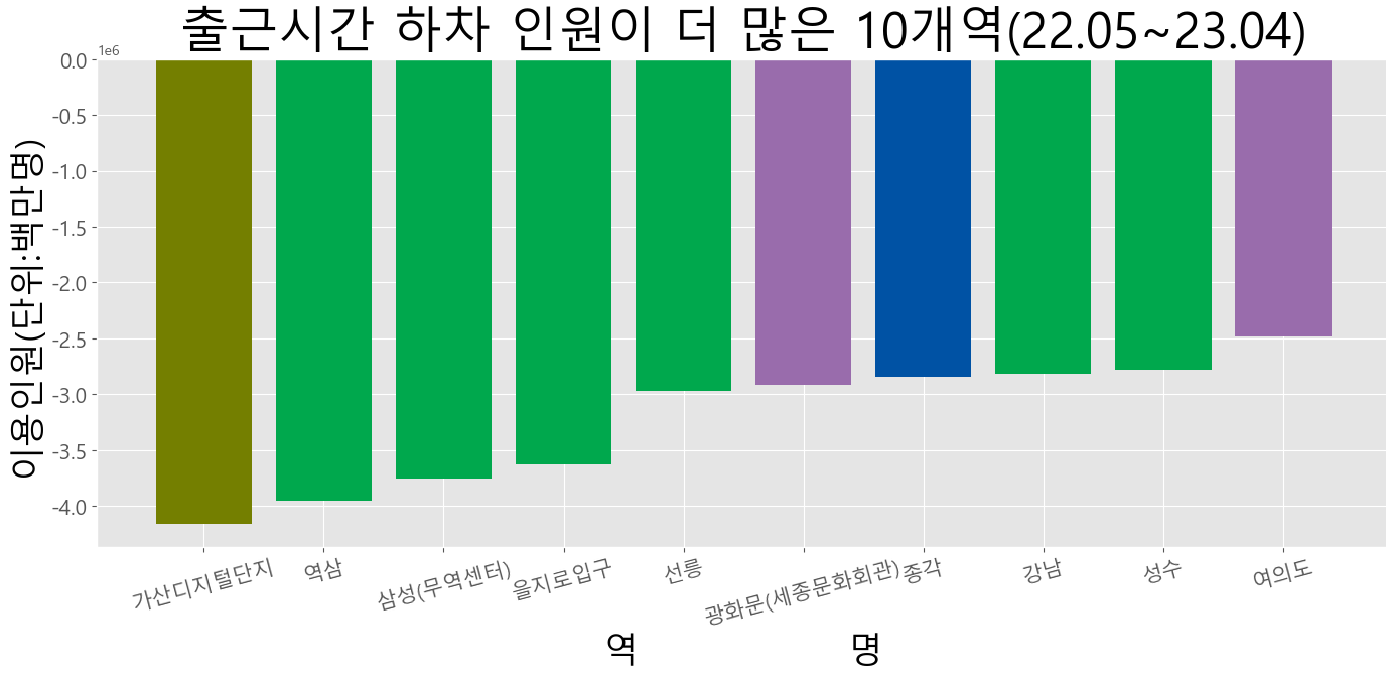 출근시간 하차 인원이 더 많은 10개역(22.05~23.04)
1e6
0.0
-0.5
-1.0
-1.5
-2.0
-2.5
-3.0
-3.5
-4.0
이용인원(단위:백만명)
가산디지털단지
역삼
삼성(무역센터)
을지로입구
선릉
광화문(세종문화회관)
종각
강남
성수
여의도
역 명